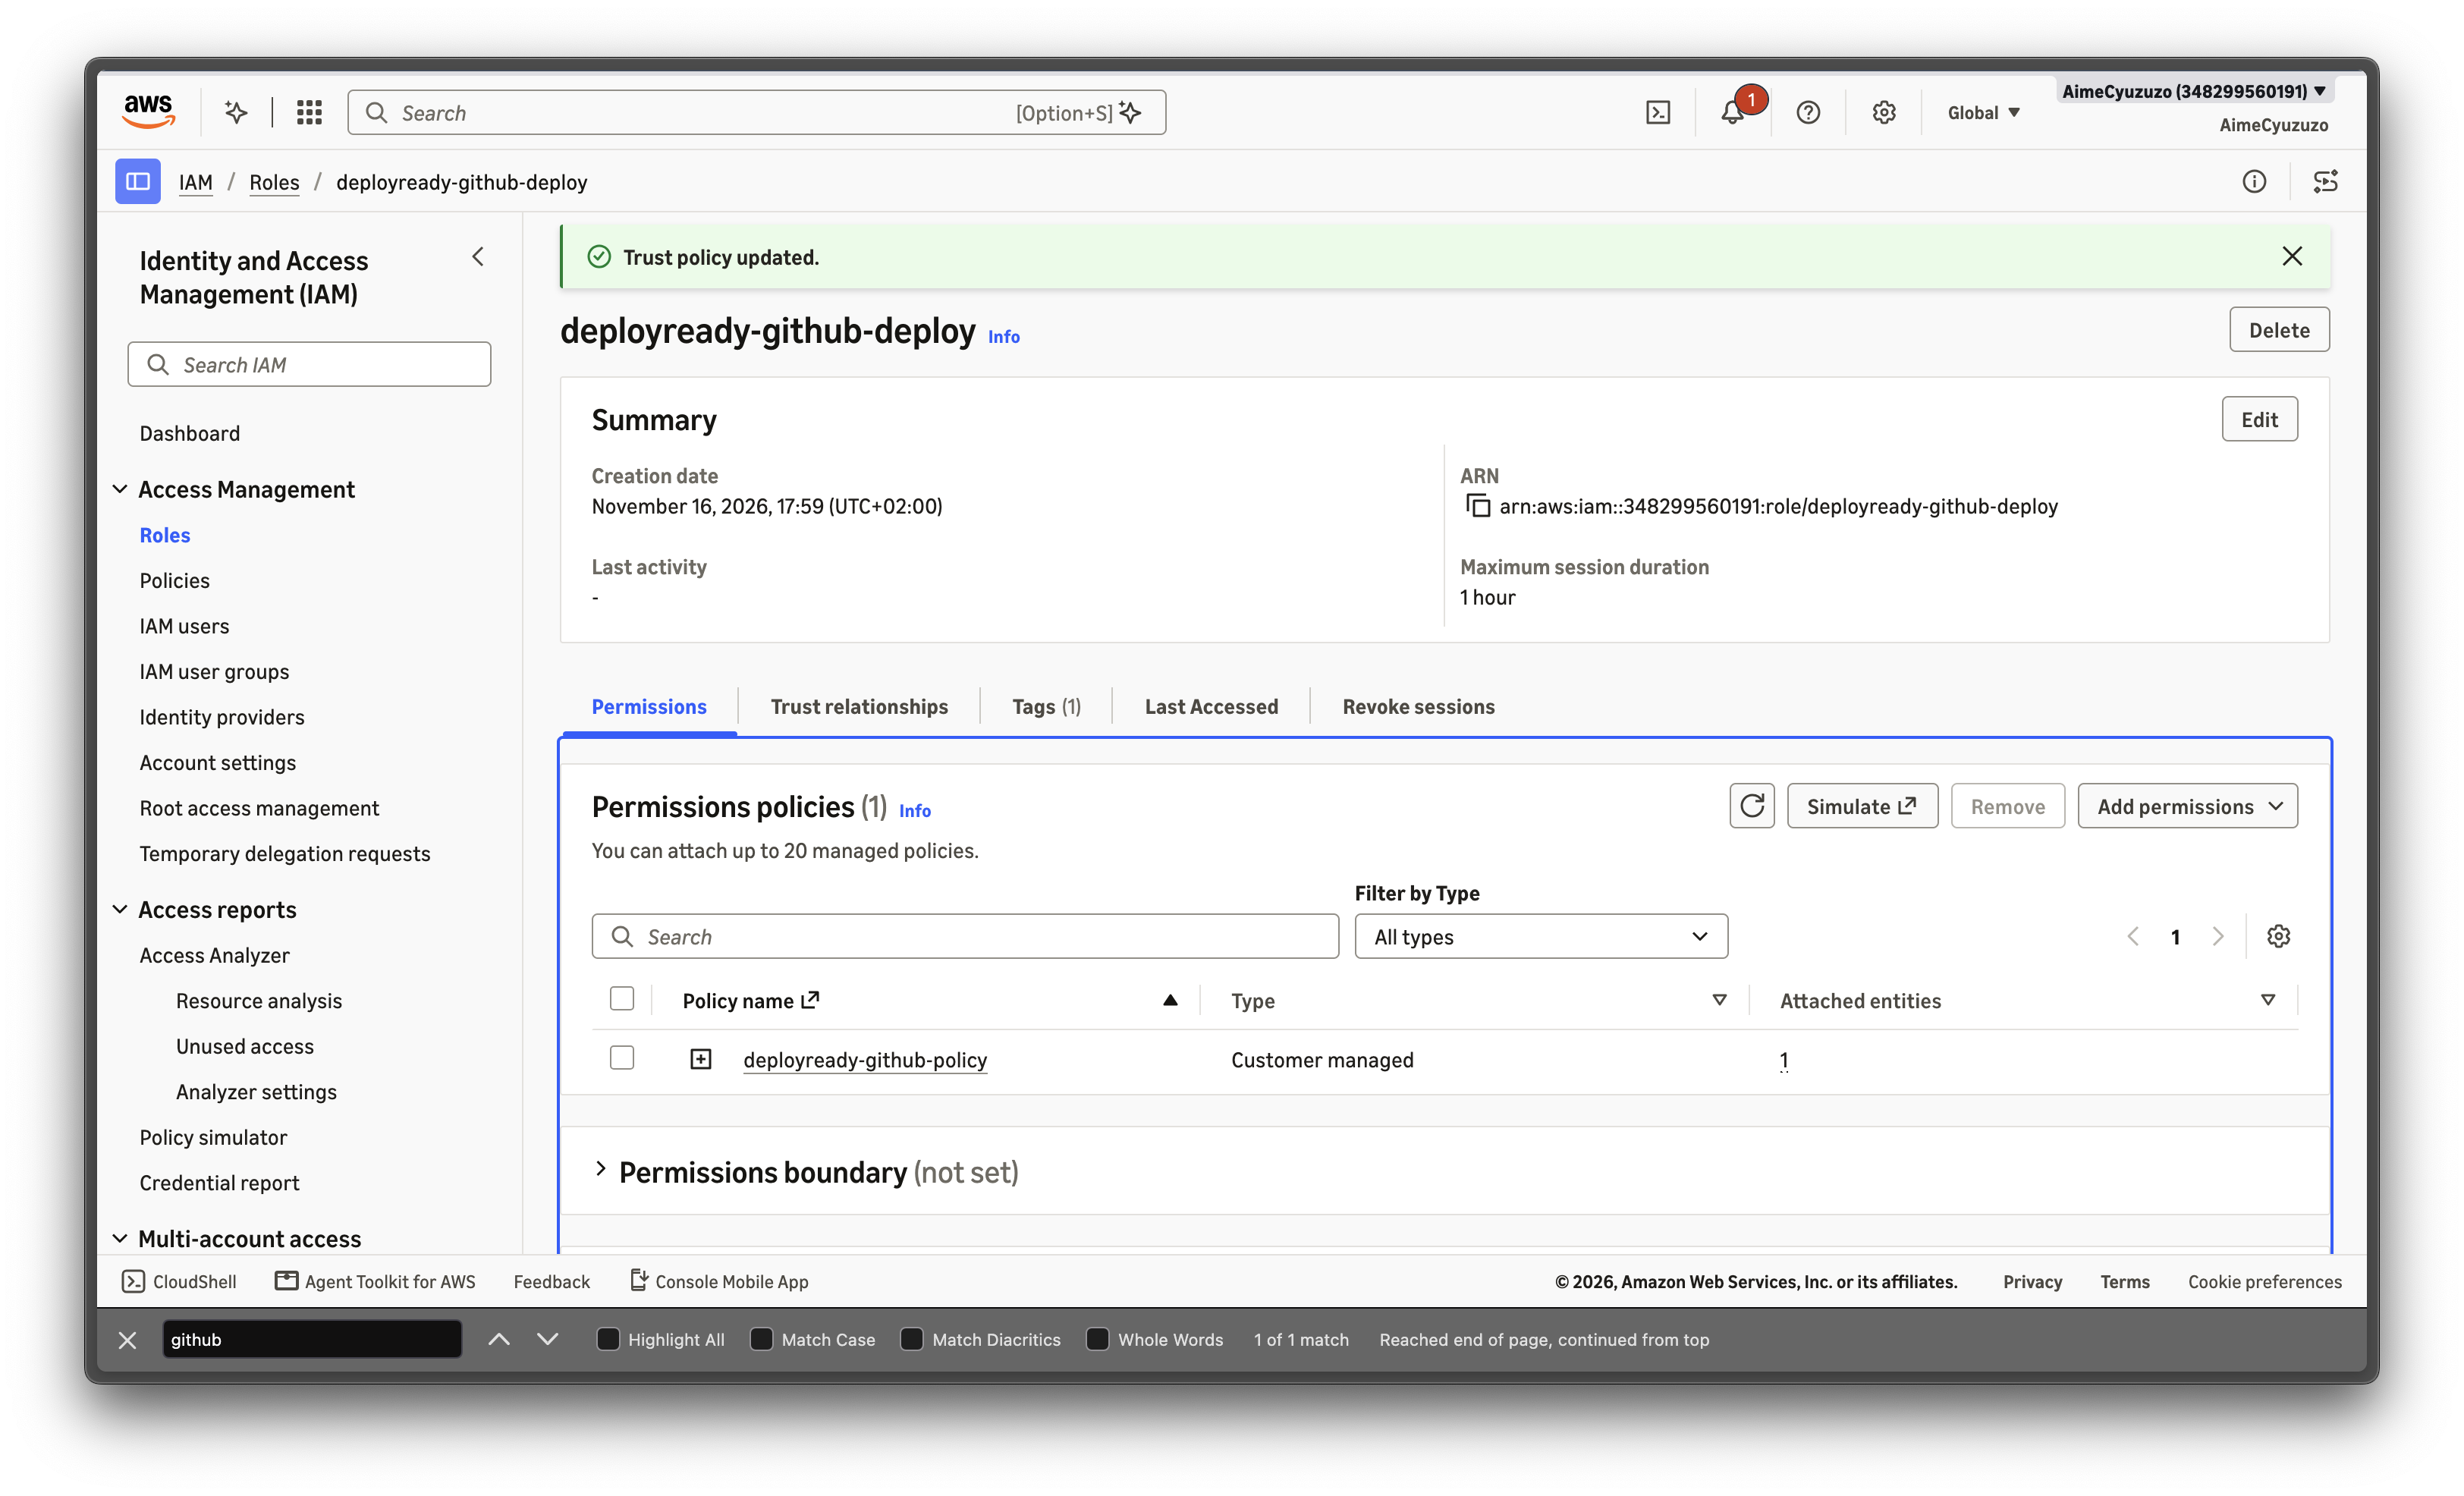 aws
Search [Option+S]
1
Global
AimeCyuzuzo (348299560191)
AimeCyuzuzo
IAM / Roles / deployready-github-deploy
Identity and Access
Management (IAM)
Search IAM
Dashboard
Access Management
Roles
Policies
IAM users
IAM user groups
Identity providers
Account settings
Root access management
Temporary delegation requests
Access reports
Access Analyzer
Resource analysis
Unused access
Analyzer settings
Policy simulator
Credential report
Multi-account access
Trust policy updated.
deployready-github-deploy Info
Delete
Summary
Edit
Creation date
November 16, 2026, 17:59 (UTC+02:00)
ARN
arn:aws:iam::348299560191:role/deployready-github-deploy
Last activity
-
Maximum session duration
1 hour
Permissions Trust relationships Tags (1) Last Accessed Revoke sessions
Permissions policies (1) Info
Simulate Remove Add permissions
You can attach up to 20 managed policies.
Filter by Type
Search All types 1
Policy name Type Attached entities
deployready-github-policy Customer managed 1
Permissions boundary (not set)
CloudShell Agent Toolkit for AWS Feedback Console Mobile App © 2026, Amazon Web Services, Inc. or its affiliates. Privacy Terms Cookie preferences
github Highlight All Match Case Match Diacritics Whole Words 1 of 1 match Reached end of page, continued from top